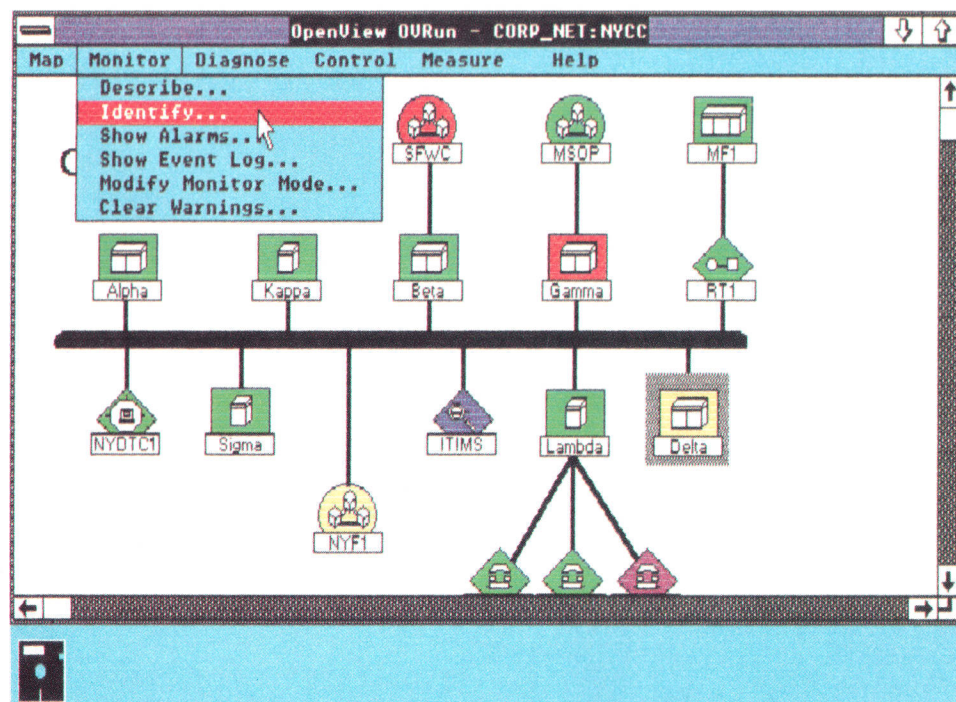 OpenView OVRun - CORP_NET:NYCC
Map Monitor Diagnose Control Measure Help
Describe...
Identify...
Show Alarms...
Show Event Log...
Modify Monitor Mode...
Clear Warnings...
SFWC MSOP MF1
Alpha Kappa Beta Gamma RT1
NYDTC1 Sigma ITIMS Lambda Delta
NYF1